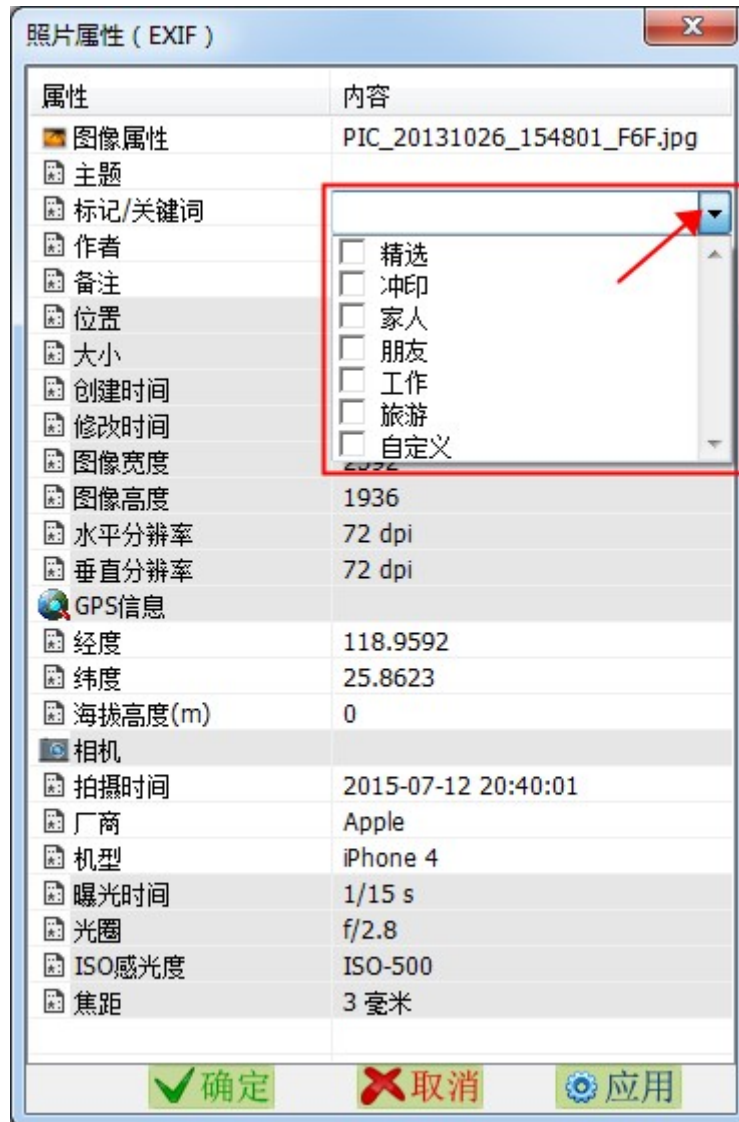 照片属性（EXIF）
属性 内容
图像属性 PIC_20131026_154801_F6F.jpg
主题
标记/关键词
作者
精选
备注
冲印
位置
家人
大小
朋友
创建时间
工作
修改时间
旅游
自定义
图像宽度 2592
图像高度 1936
水平分辨率 72 dpi
垂直分辨率 72 dpi
GPS信息
经度 118.9592
纬度 25.8623
海拔高度(m) 0
相机
拍摄时间 2015-07-12 20:40:01
厂商 Apple
机型 iPhone 4
曝光时间 1/15 s
光圈 f/2.8
ISO感光度 ISO-500
焦距 3 毫米
确定 取消 应用